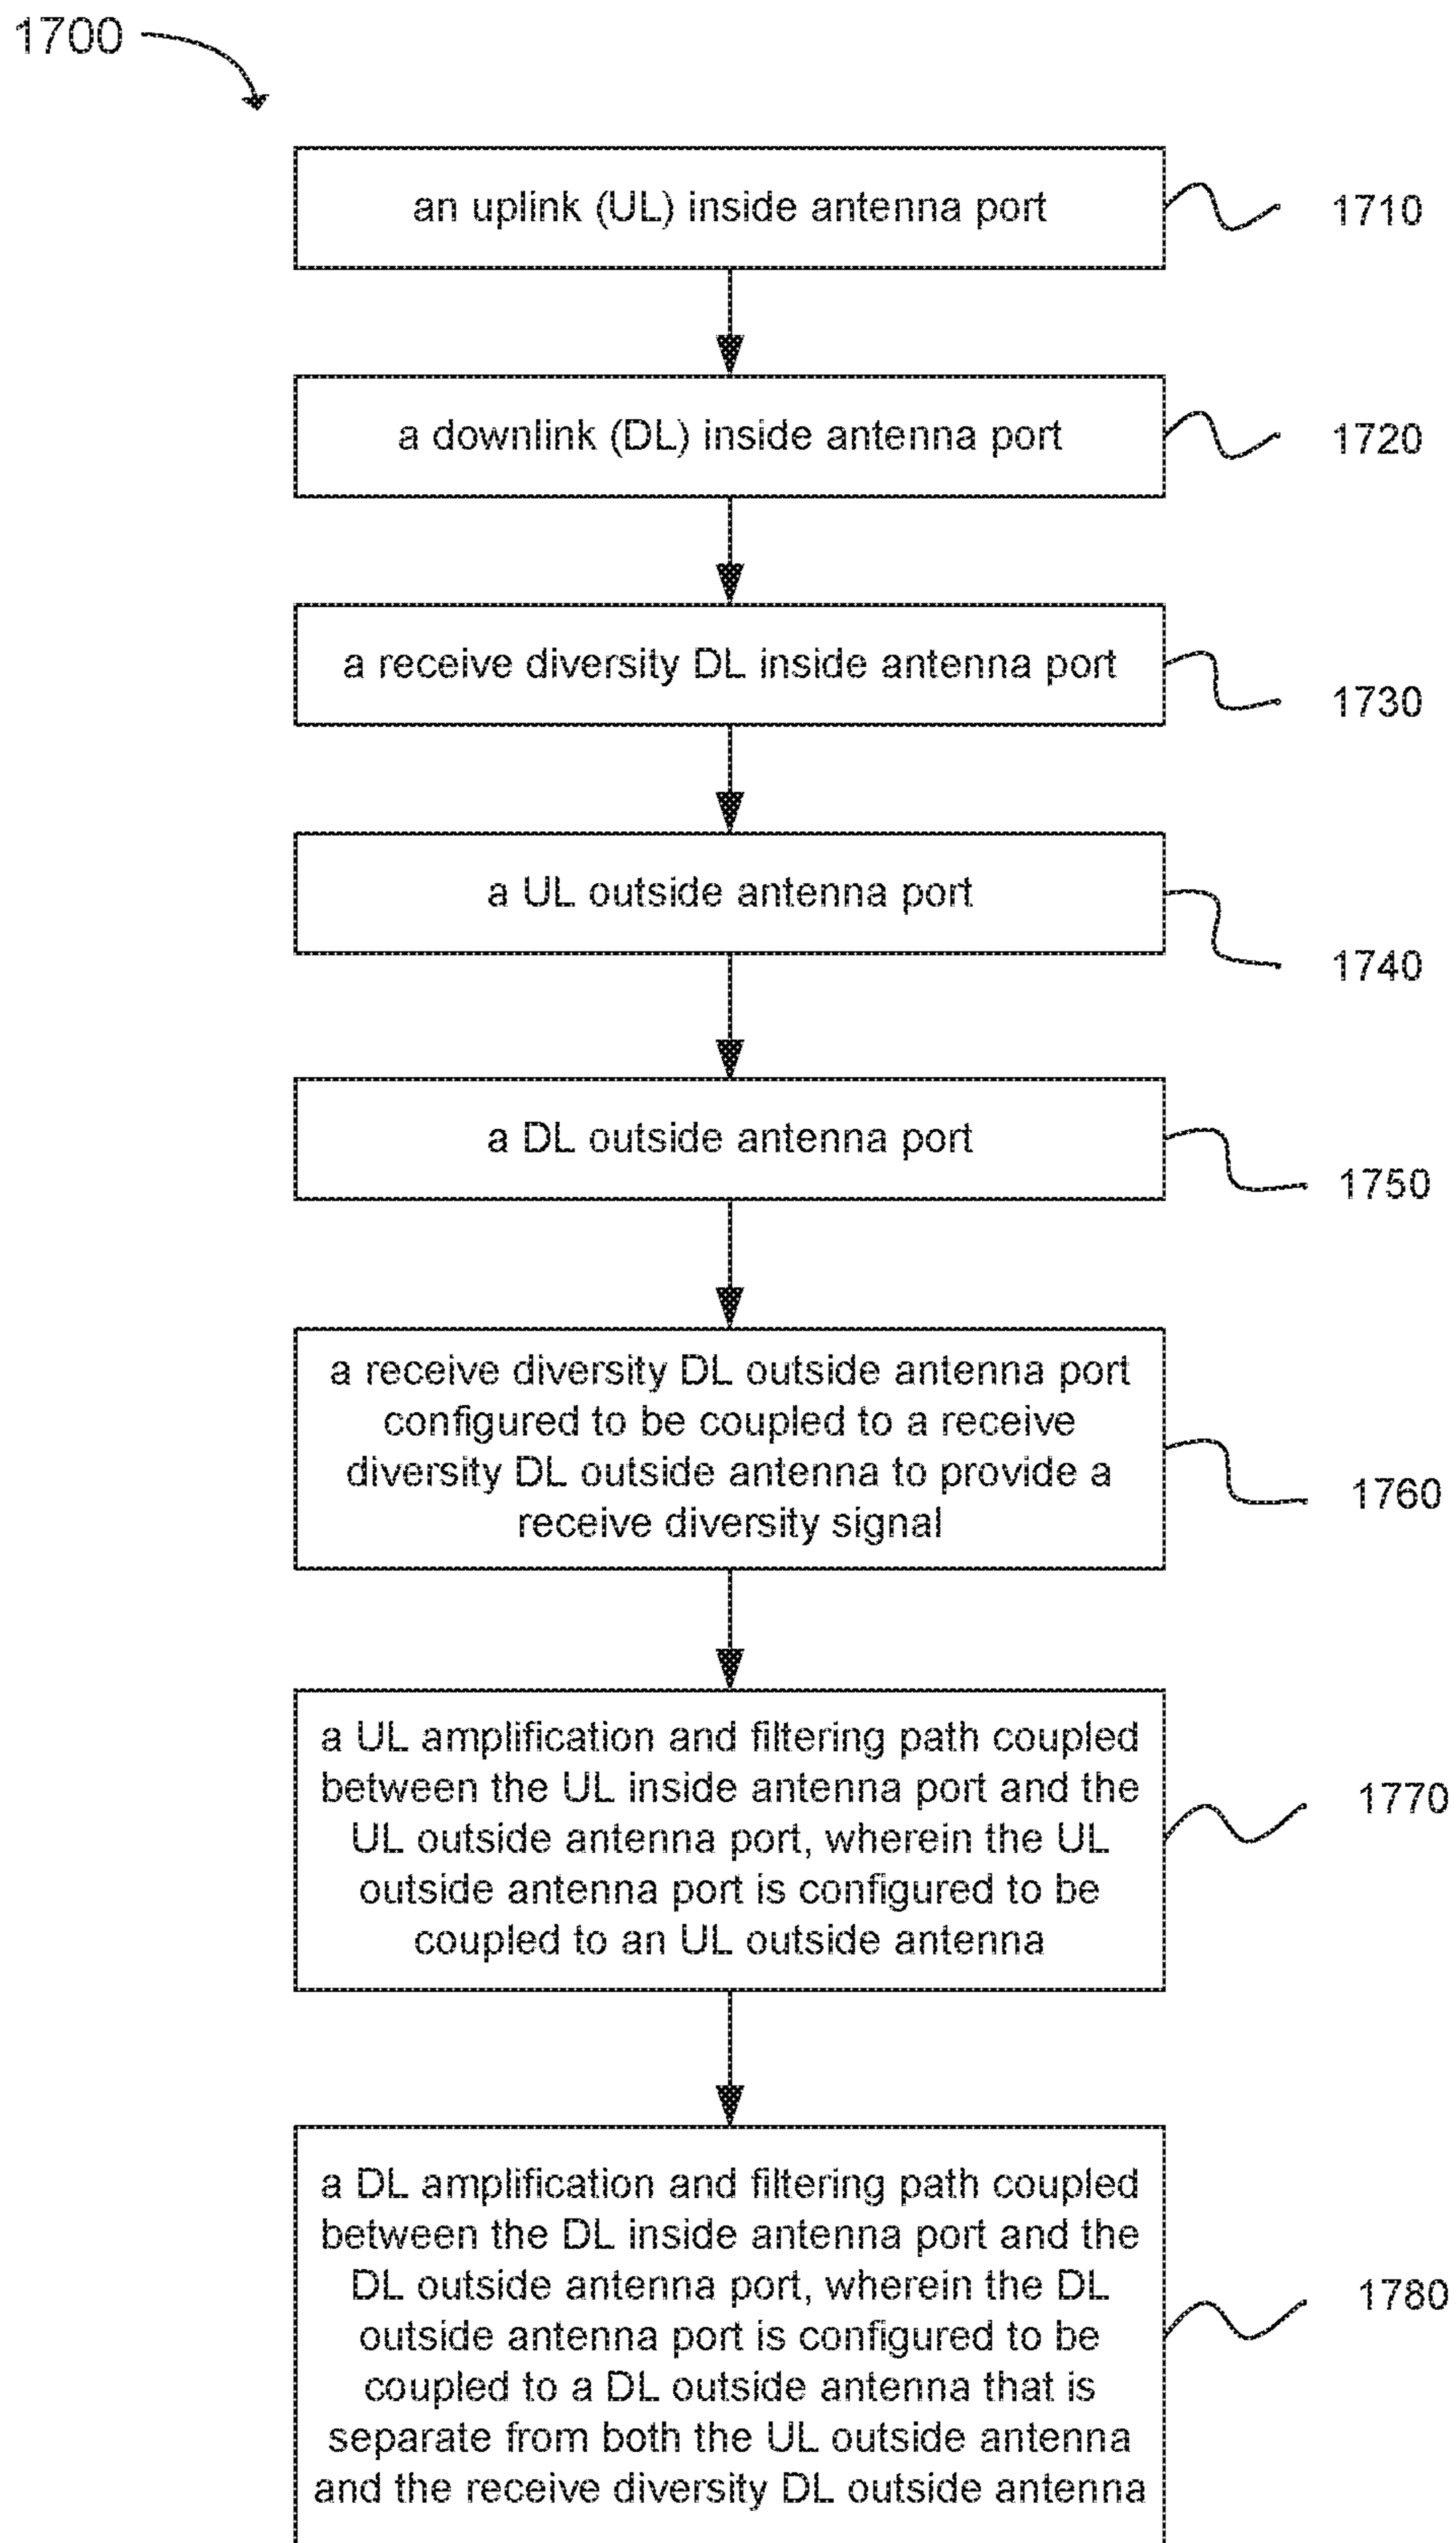 1700
an uplink (UL) inside antenna port
1710
a downlink (DL) inside antenna port
1720
a receive diversity DL inside antenna port
1730
a UL outside antenna port
1740
a DL outside antenna port
1750
a receive diversity DL outside antenna port
configured to be coupled to a receive
diversity DL outside antenna to provide a
receive diversity signal
1760
a UL amplification and filtering path coupled
between the UL inside antenna port and the
UL outside antenna port, wherein the UL
outside antenna port is configured to be
coupled to an UL outside antenna
1770
a DL amplification and filtering path coupled
between the DL inside antenna port and the
DL outside antenna port, wherein the DL
outside antenna port is configured to be
coupled to a DL outside antenna that is
separate from both the UL outside antenna
and the receive diversity DL outside antenna
1780